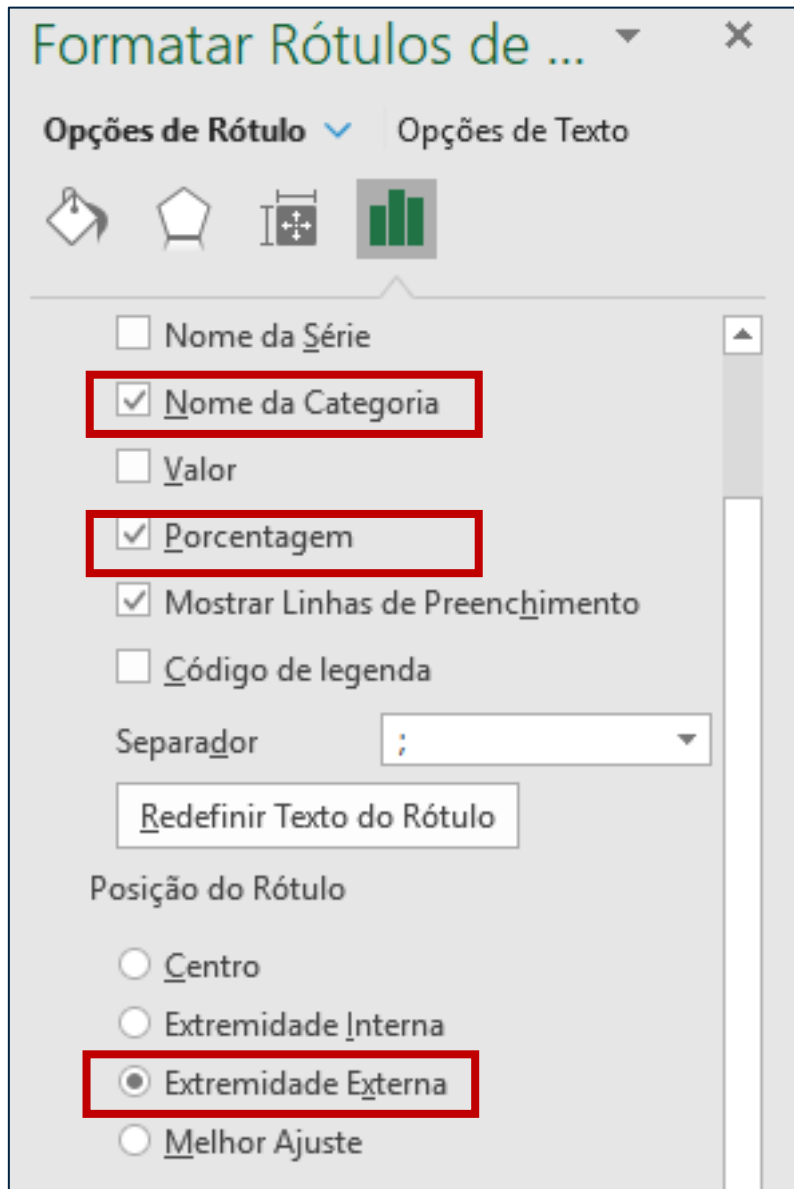 Formatar Rótulos de ...
Opções de Rótulo
Opções de Texto
Nome da Série
Nome da Categoria
Valor
Porcentagem
Mostrar Linhas de Preenchimento
Código de legenda
Separador ;
Redefinir Texto do Rótulo
Posição do Rótulo
Centro
Extremidade Interna
Extremidade Externa
Melhor Ajuste